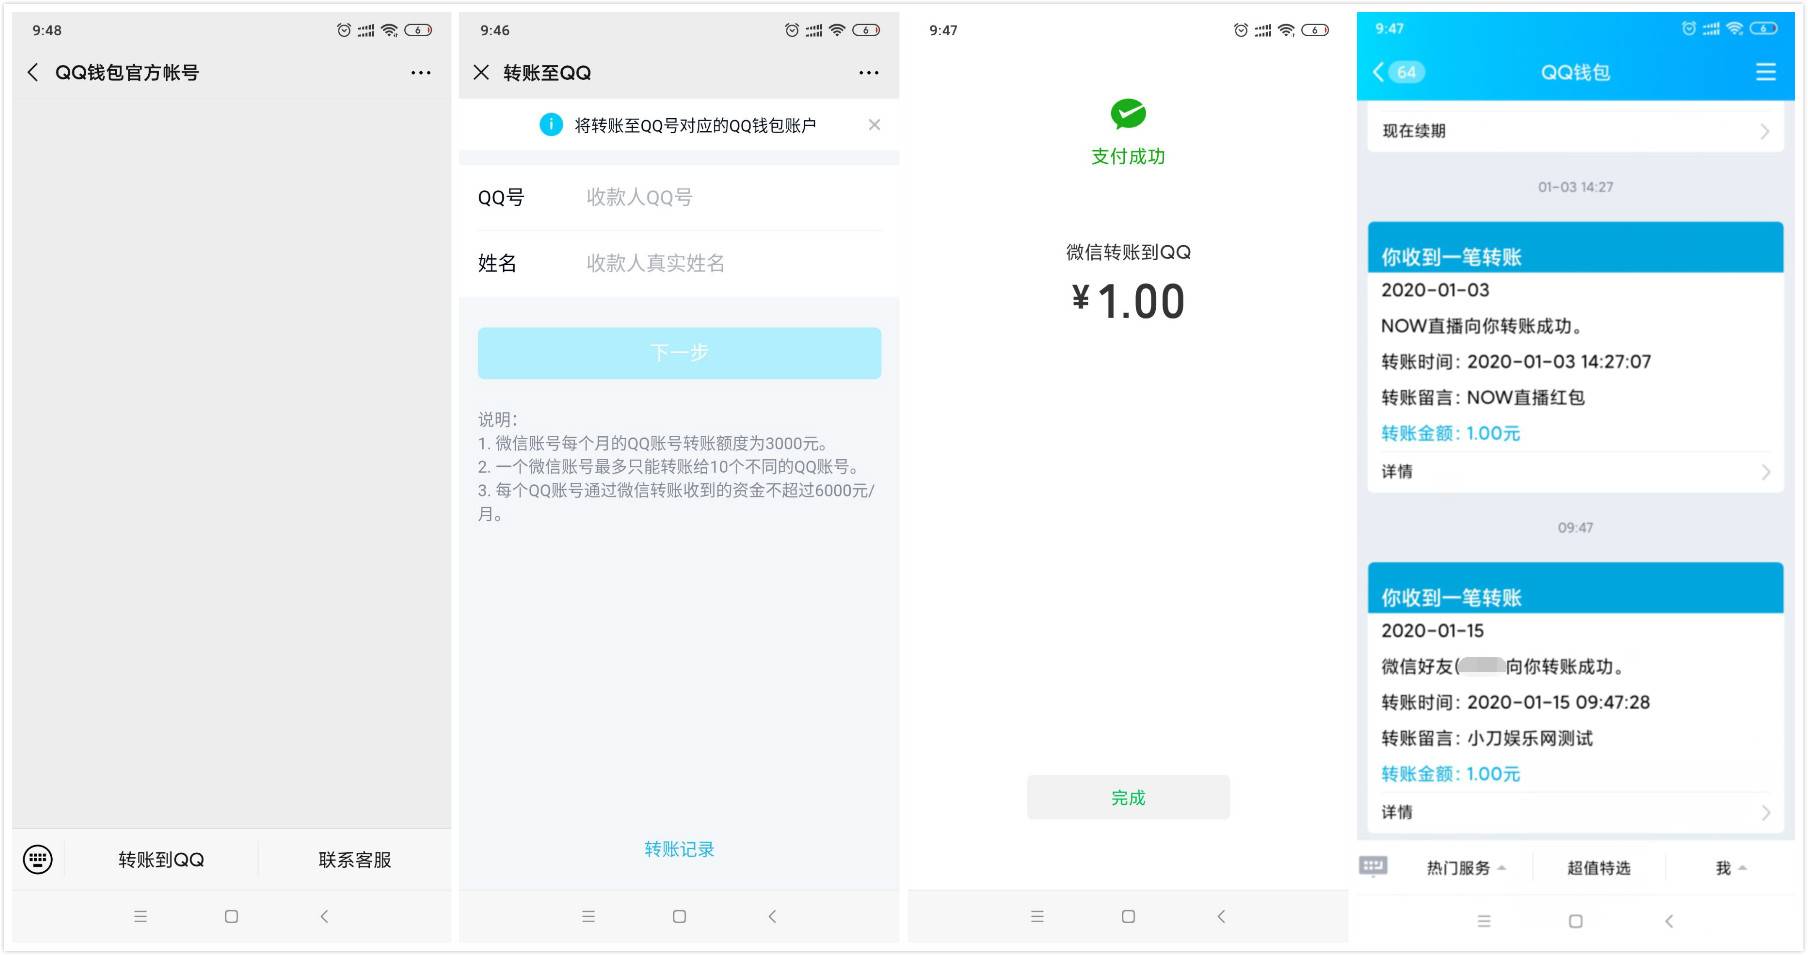 9:48
6
QQ钱包官方帐号
转账到QQ
联系客服
9:46
6
转账至QQ
将转账至QQ号对应的QQ钱包账户
QQ号
收款人QQ号
姓名
收款人真实姓名
下一步
说明：
1. 微信账号每个月的QQ账号转账额度为3000元。
2. 一个微信账号最多只能转账给10个不同的QQ账号。
3. 每个QQ账号通过微信转账收到的资金不超过6000元/
月。
转账记录
9:47
6
支付成功
微信转账到QQ
¥1.00
完成
9:47
6
64
QQ钱包
现在续期
01-03 14:27
你收到一笔转账
2020-01-03
NOW直播向你转账成功。
转账时间：2020-01-03 14:27:07
转账留言：NOW直播红包
转账金额：1.00元
详情
09:47
你收到一笔转账
2020-01-15
微信好友(向你转账成功。
转账时间：2020-01-15 09:47:28
转账留言：小刀娱乐网测试
转账金额：1.00元
详情
热门服务
超值特选
我